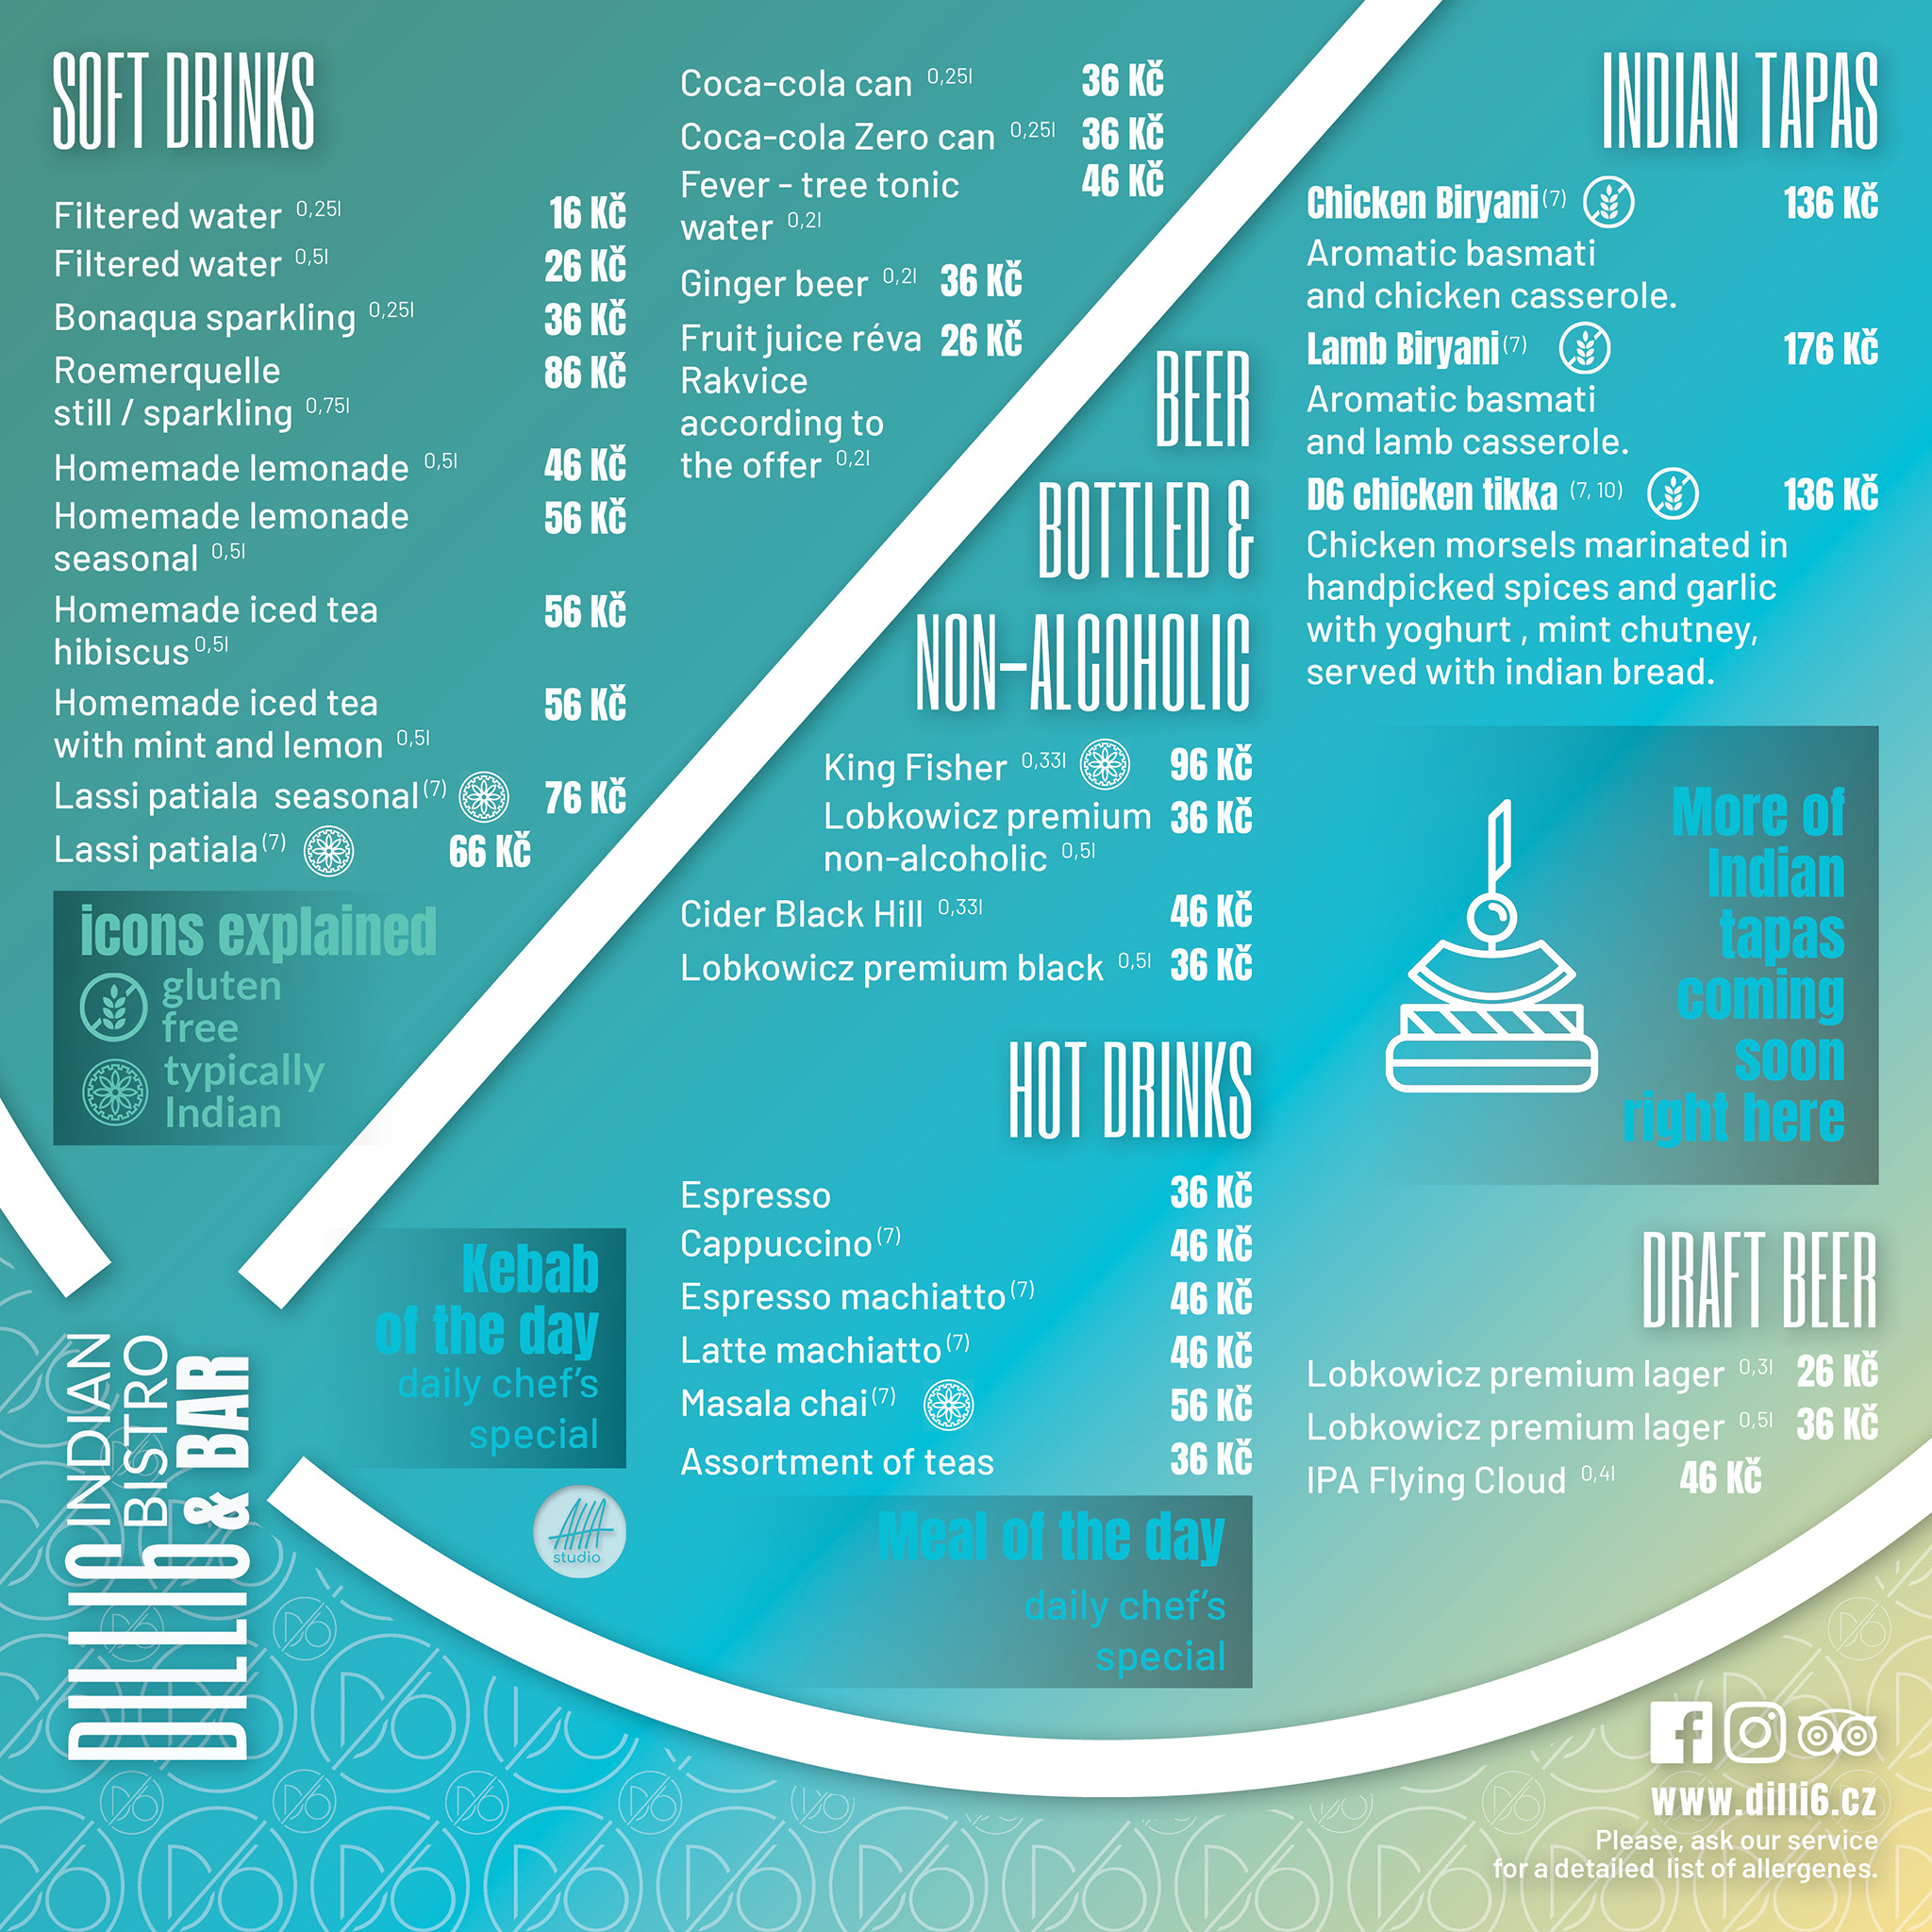 SOFT DRINKS
Filtered water 0,25l 16 Kč
Filtered water 0,5l 26 Kč
Bonaqua sparkling 0,25l 36 Kč
Roemerquelle 86 Kč
still / sparkling 0,75l
Homemade lemonade 0,5l 46 Kč
Homemade lemonade 56 Kč
seasonal 0,5l
Homemade iced tea 56 Kč
hibiscus 0,5l
Homemade iced tea 56 Kč
with mint and lemon 0,5l
Lassi patiala seasonal (7) 76 Kč
Lassi patiala (7) 66 Kč
icons explained
gluten
free
typically
Indian
Coca-cola can 0,25l 36 Kč
Coca-cola Zero can 0,25l 36 Kč
Fever - tree tonic 46 Kč
water 0,2l
Ginger beer 0,2l 36 Kč
Fruit juice réva 26 Kč
Rakvice
according to
the offer 0,2l
BEER
BOTTLED &
NON-ALCOHOLIC
King Fisher 0,33l 96 Kč
Lobkowicz premium 36 Kč
non-alcoholic 0,5l
Cider Black Hill 0,33l 46 Kč
Lobkowicz premium black 0,5l 36 Kč
HOT DRINKS
Espresso 36 Kč
Cappuccino (7) 46 Kč
Espresso machiatto (7) 46 Kč
Latte machiatto (7) 46 Kč
Masala chai (7) 56 Kč
Assortment of teas 36 Kč
Meal of the day
daily chef's
special
Kebab
of the day
daily chef's
special
AHA
studio
INDIAN TAPAS
Chicken Biryani (7) 136 Kč
Aromatic basmati
and chicken casserole.
Lamb Biryani (7) 176 Kč
Aromatic basmati
and lamb casserole.
D6 chicken tikka (7, 10) 136 Kč
Chicken morsels marinated in
handpicked spices and garlic
with yoghurt , mint chutney,
served with indian bread.
More of
Indian
tapas
coming
soon
right here
DRAFT BEER
Lobkowicz premium lager 0,3l 26 Kč
Lobkowicz premium lager 0,5l 36 Kč
IPA Flying Cloud 0,4l 46 Kč
DILLI6 INDIAN
BISTRO
& BAR
www.dilli6.cz
Please, ask our service
for a detailed list of allergenes.